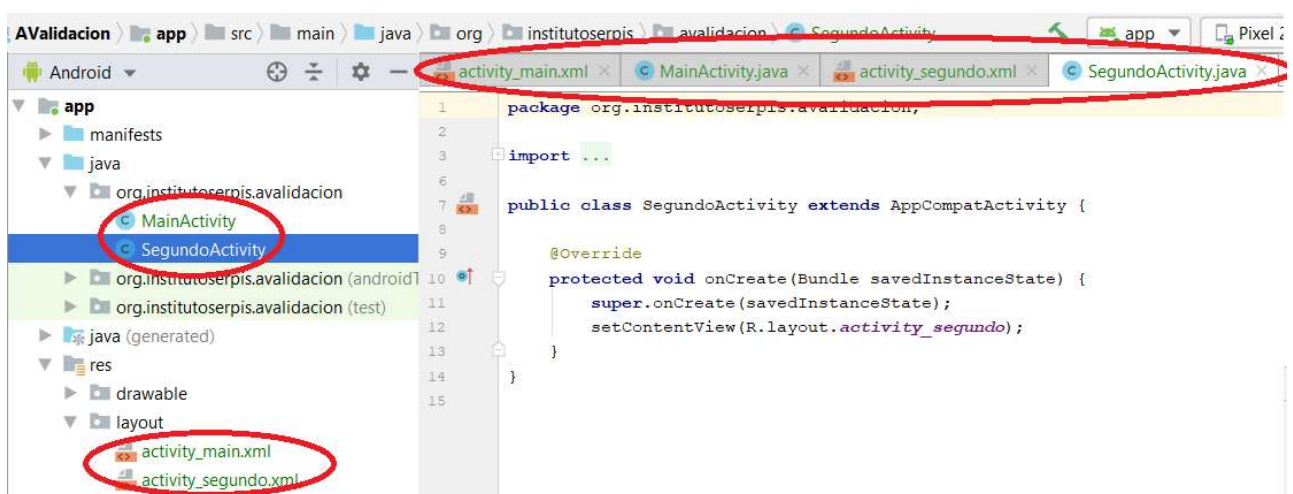 AValidacion app src main java org institutoserpis avalidacion SegundoActivity app Pixel 2
Android
activity_main.xml MainActivity.java activity_segundo.xml SegundoActivity.java
app
manifests
java
org.institutoserpis.avalidacion
MainActivity
SegundoActivity
org.institutoserpis.avalidacion (androidT
org.institutoserpis.avalidacion (test)
java (generated)
res
drawable
layout
activity_main.xml
activity_segundo.xml
1 package org.institutoserpis.avalidacion;
2
3 import ...
6
7 public class SegundoActivity extends AppCompatActivity {
8
9 @Override
10 protected void onCreate(Bundle savedInstanceState) {
11 super.onCreate(savedInstanceState);
12 setContentView(R.layout.activity_segundo);
13 }
14 }
15